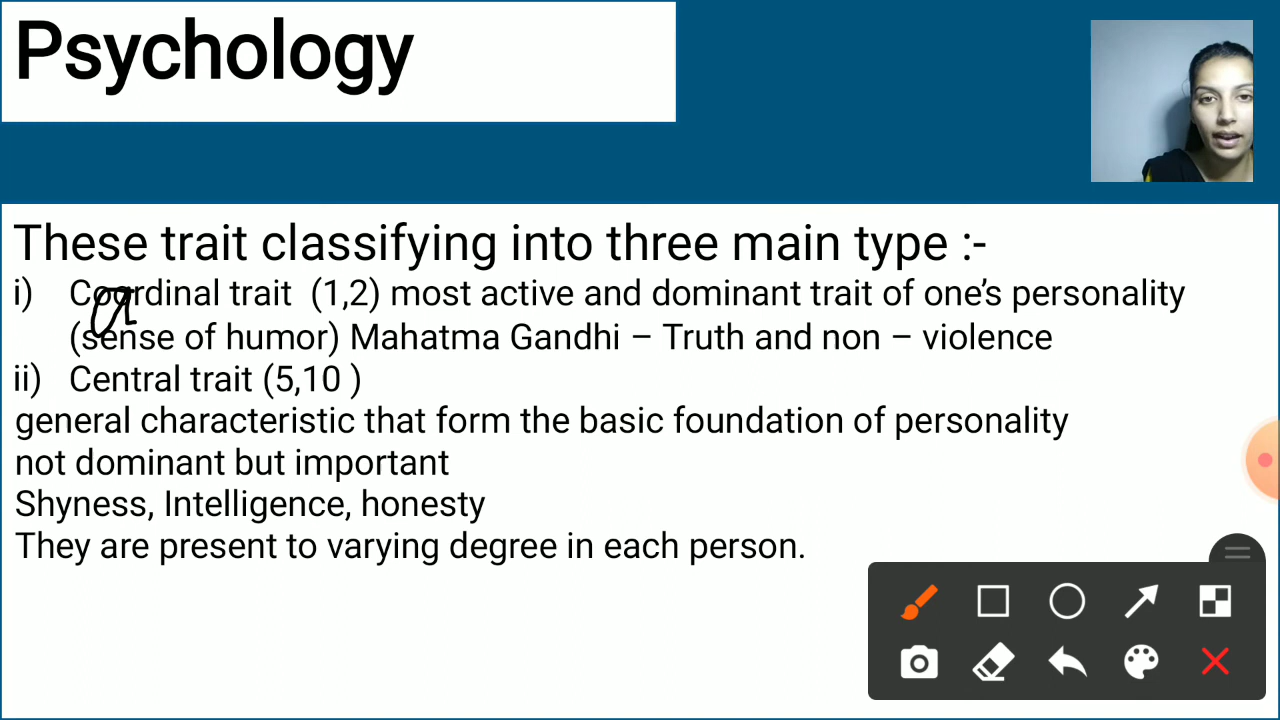 Psychology
These trait classifying into three main type :-
i) Coardinal trait (1,2) most active and dominant trait of one’s personality
(sense of humor) Mahatma Gandhi – Truth and non – violence
ii) Central trait (5,10 )
general characteristic that form the basic foundation of personality
not dominant but important
Shyness, Intelligence, honesty
They are present to varying degree in each person.